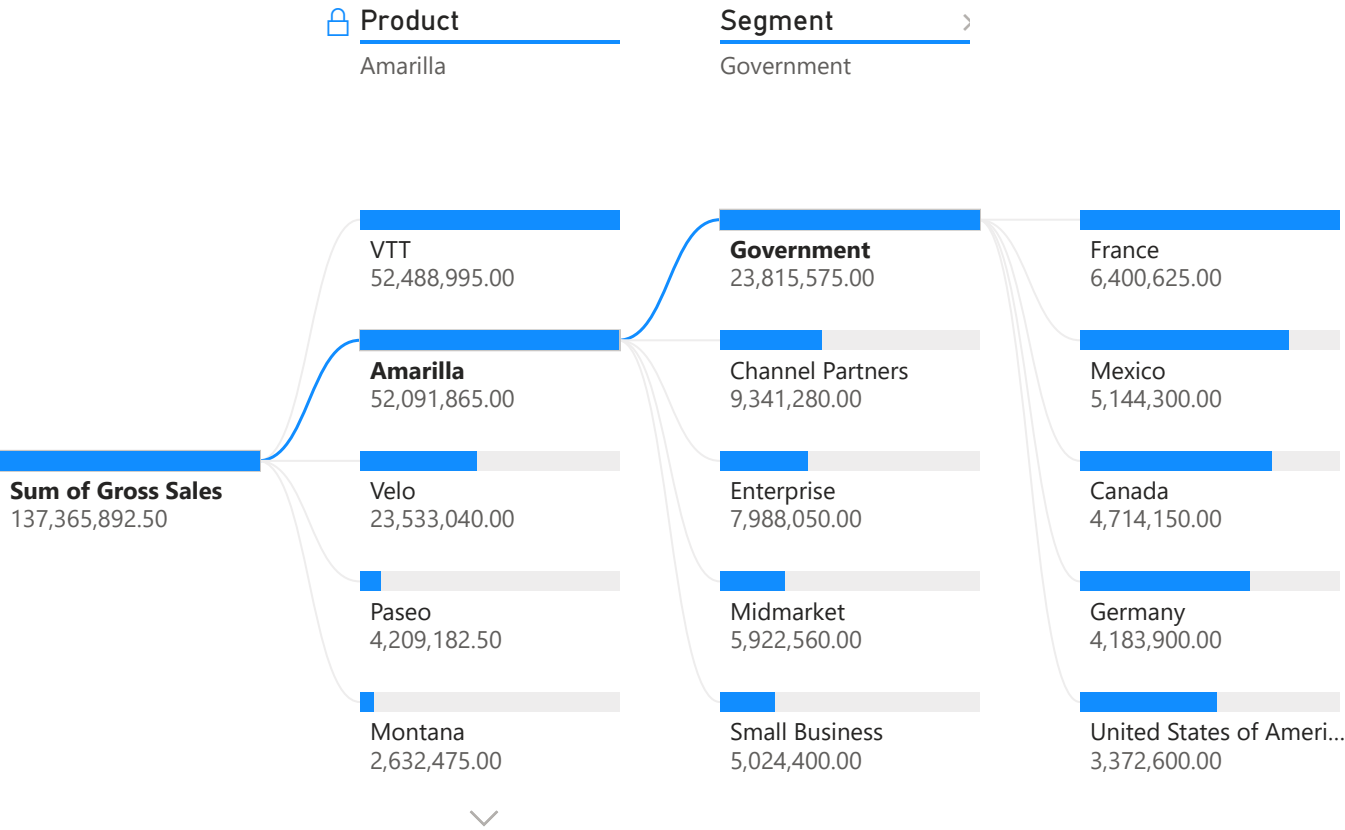 Product
Segment
Amarilla
Government
VTT
52,488,995.00
Government
23,815,575.00
France
6,400,625.00
Amarilla
52,091,865.00
Channel Partners
9,341,280.00
Mexico
5,144,300.00
Sum of Gross Sales
137,365,892.50
Velo
23,533,040.00
Enterprise
7,988,050.00
Canada
4,714,150.00
Paseo
4,209,182.50
Midmarket
5,922,560.00
Germany
4,183,900.00
Montana
2,632,475.00
Small Business
5,024,400.00
United States of Ameri...
3,372,600.00